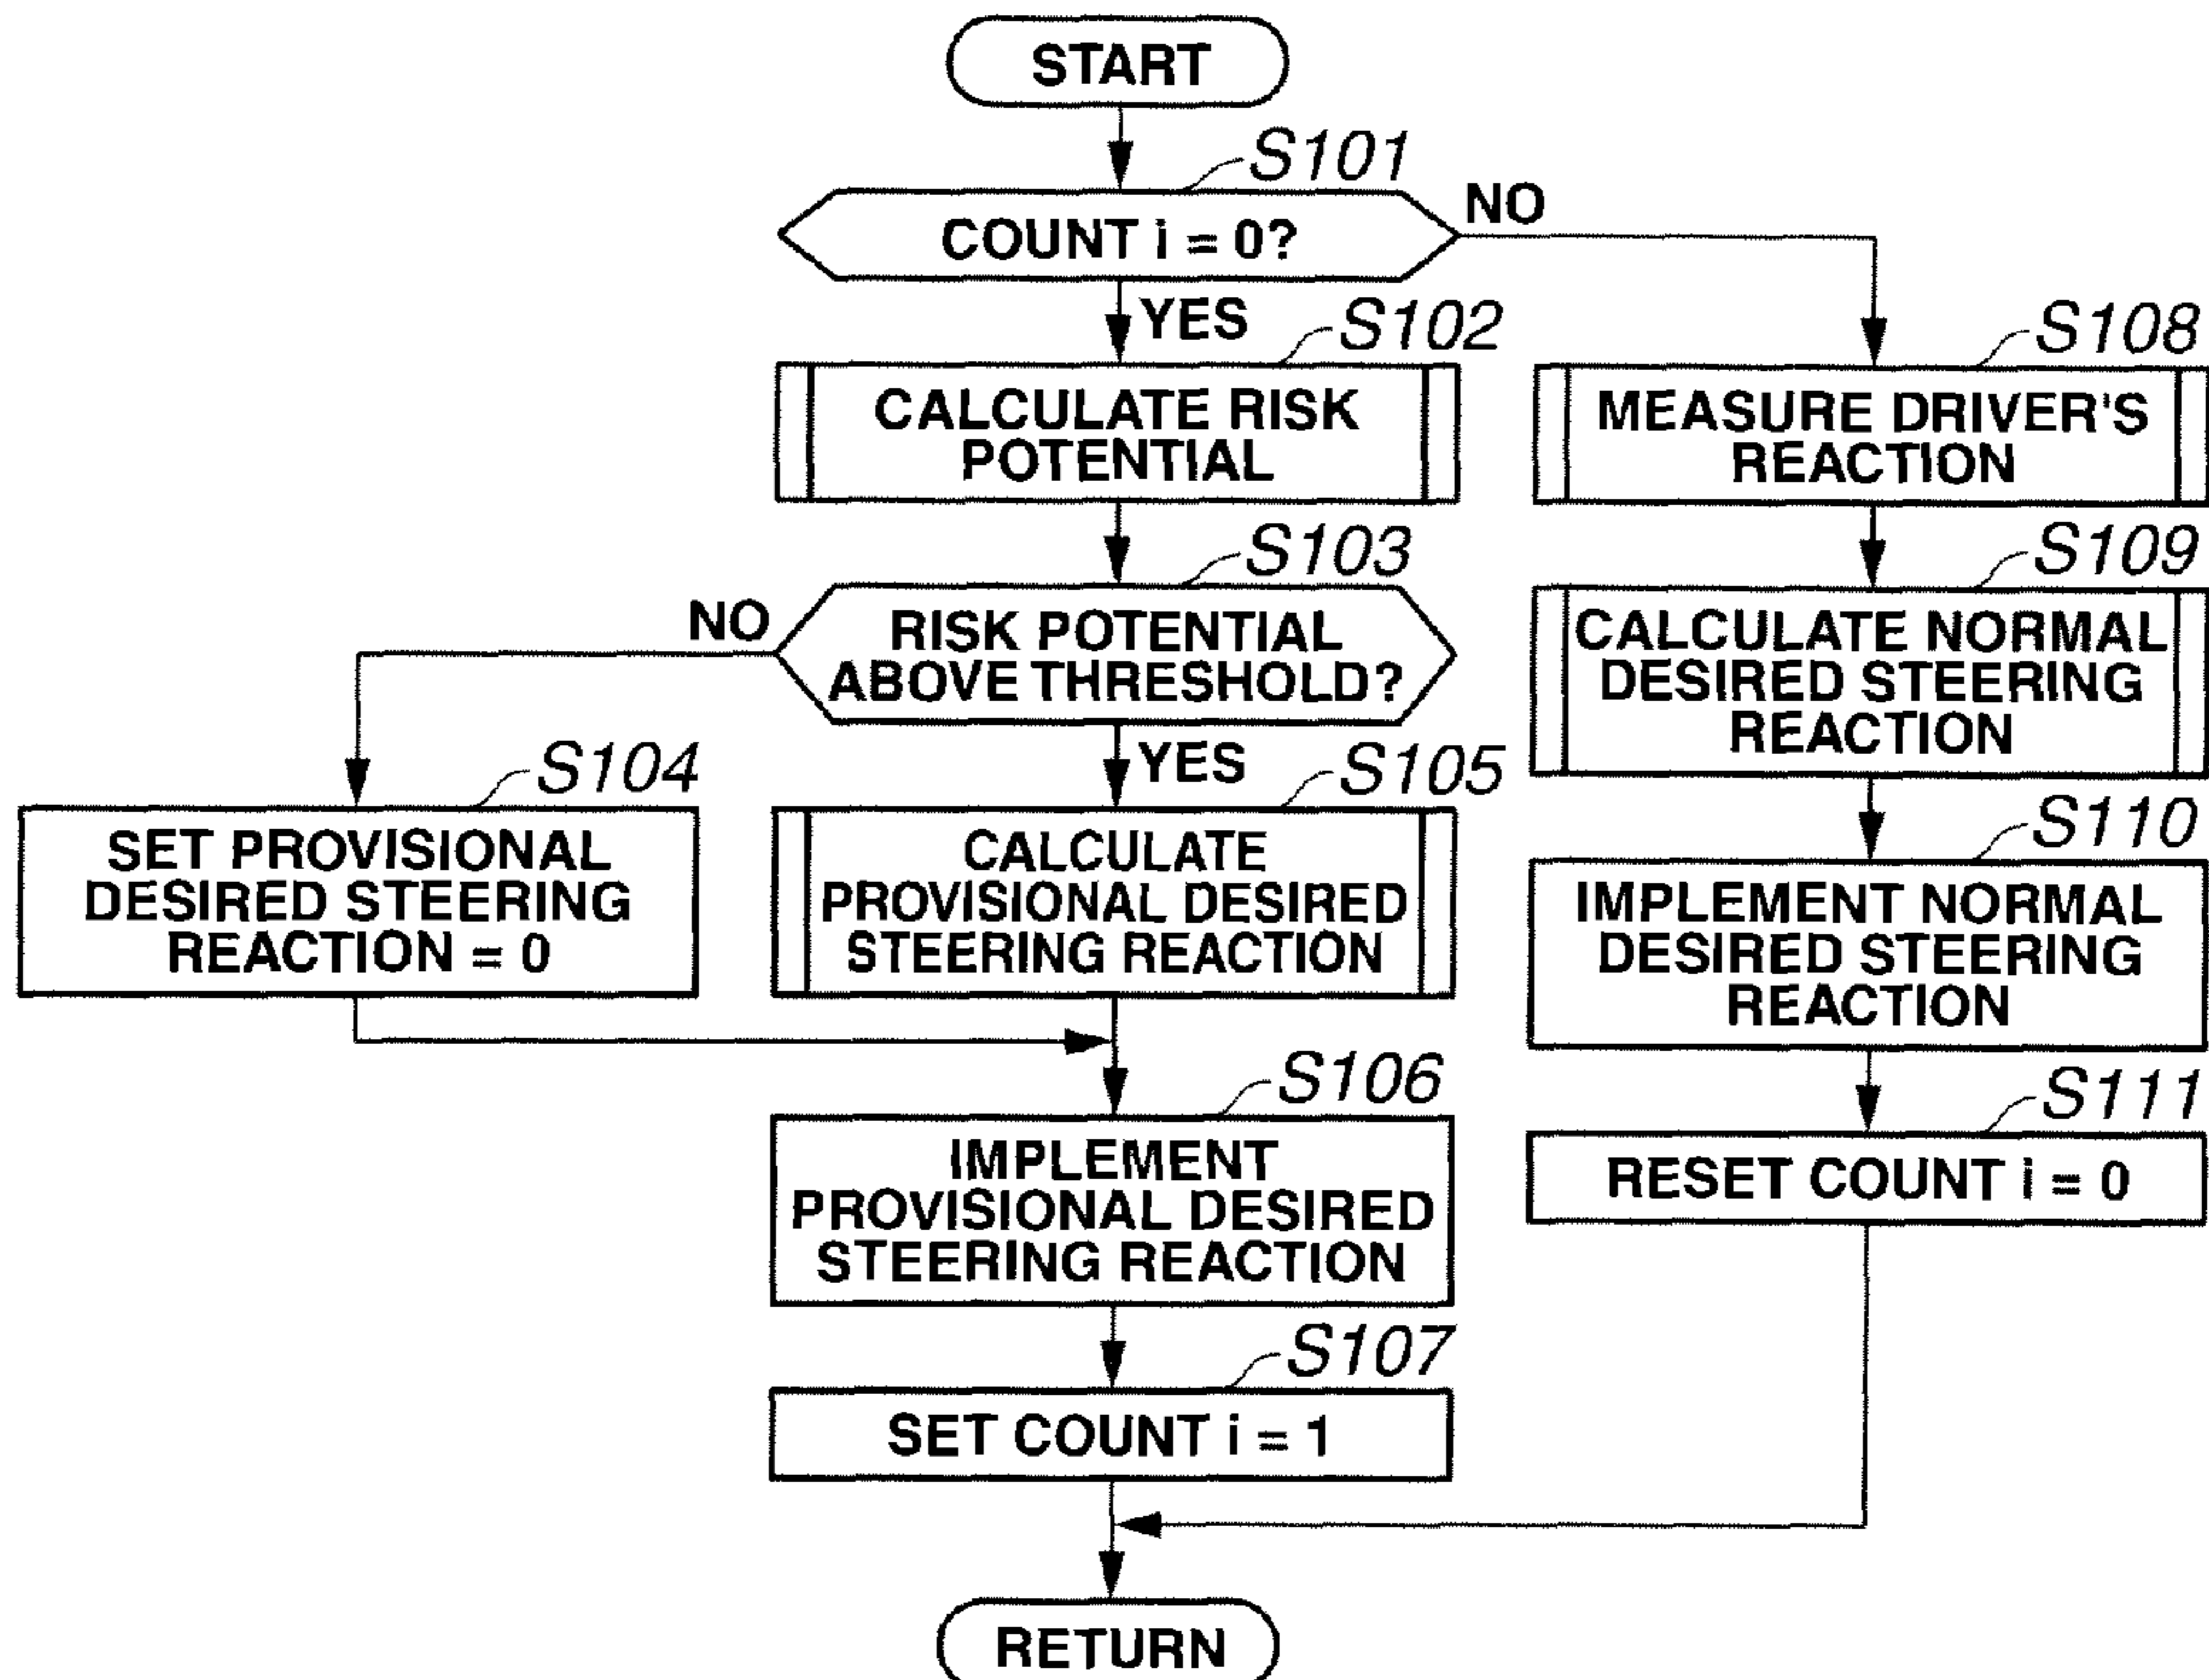 START
S101
COUNT i = 0?
NO
YES
S102
CALCULATE RISK
POTENTIAL
S103
NO
RISK POTENTIAL
ABOVE THRESHOLD?
YES
S104
SET PROVISIONAL
DESIRED STEERING
REACTION = 0
S105
CALCULATE
PROVISIONAL DESIRED
STEERING REACTION
S106
IMPLEMENT
PROVISIONAL DESIRED
STEERING REACTION
S107
SET COUNT i = 1
S108
MEASURE DRIVER'S
REACTION
S109
CALCULATE NORMAL
DESIRED STEERING
REACTION
S110
IMPLEMENT NORMAL
DESIRED STEERING
REACTION
S111
RESET COUNT i = 0
RETURN